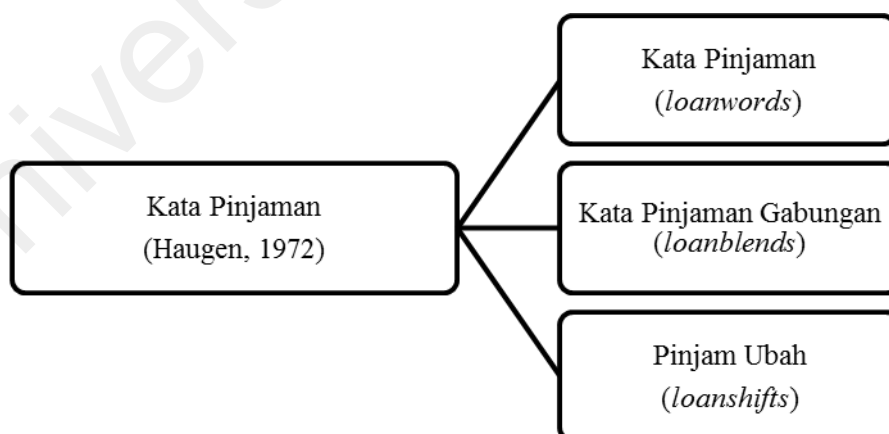 Kata Pinjaman
(Haugen, 1972)
Kata Pinjaman
(loanwords)
Kata Pinjaman Gabungan
(loanblends)
Pinjam Ubah
(loanshifts)